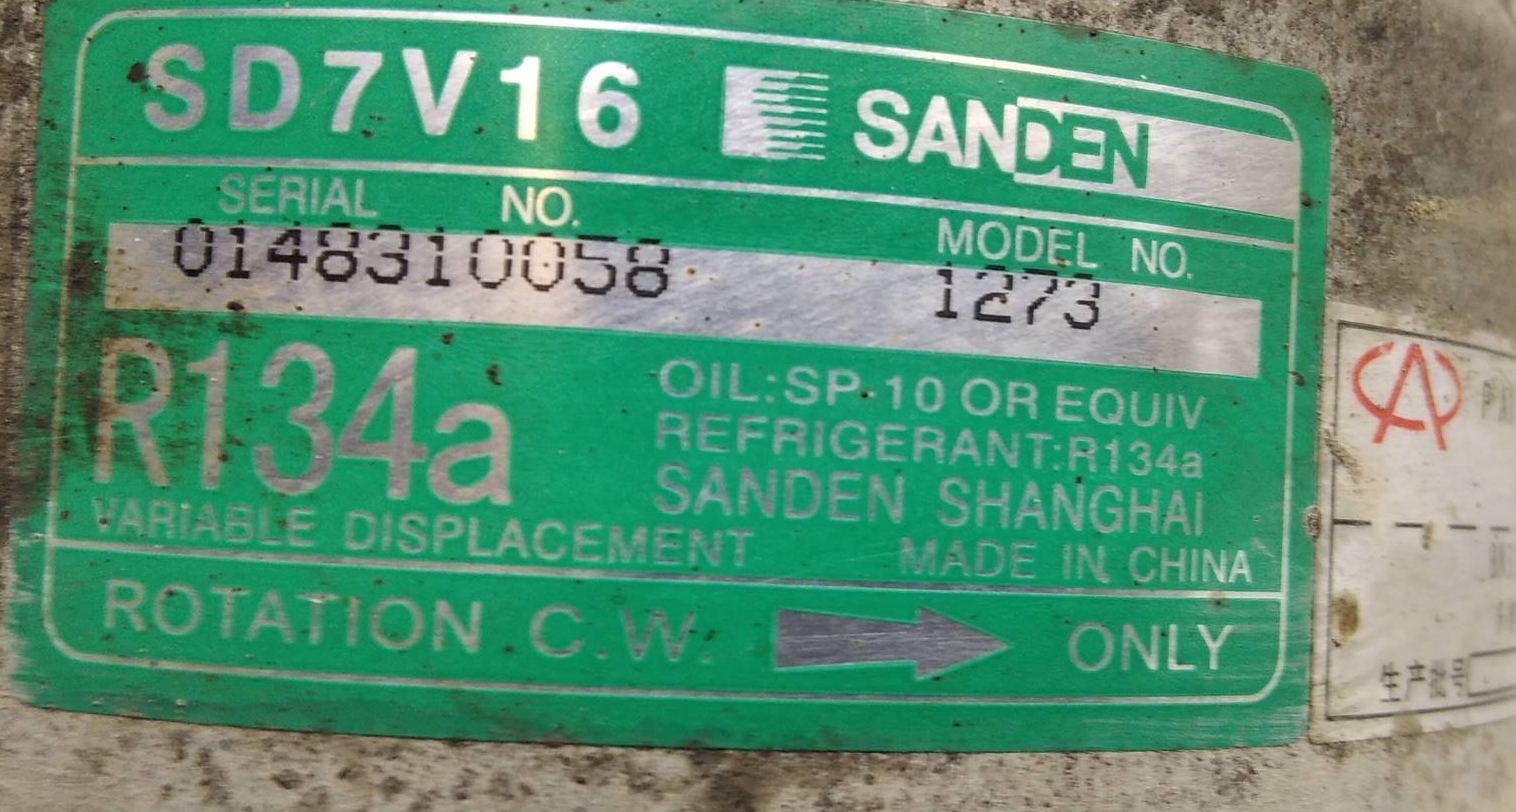 SD7V16 SANDEN
SERIAL NO. MODEL NO.
0148310058 1273
R134a
OIL:SP-10 OR EQUIV
REFRIGERANT:R134a
SANDEN SHANGHAI
VARIABLE DISPLACEMENT MADE IN CHINA
ROTATION C.W. ONLY
生产批号